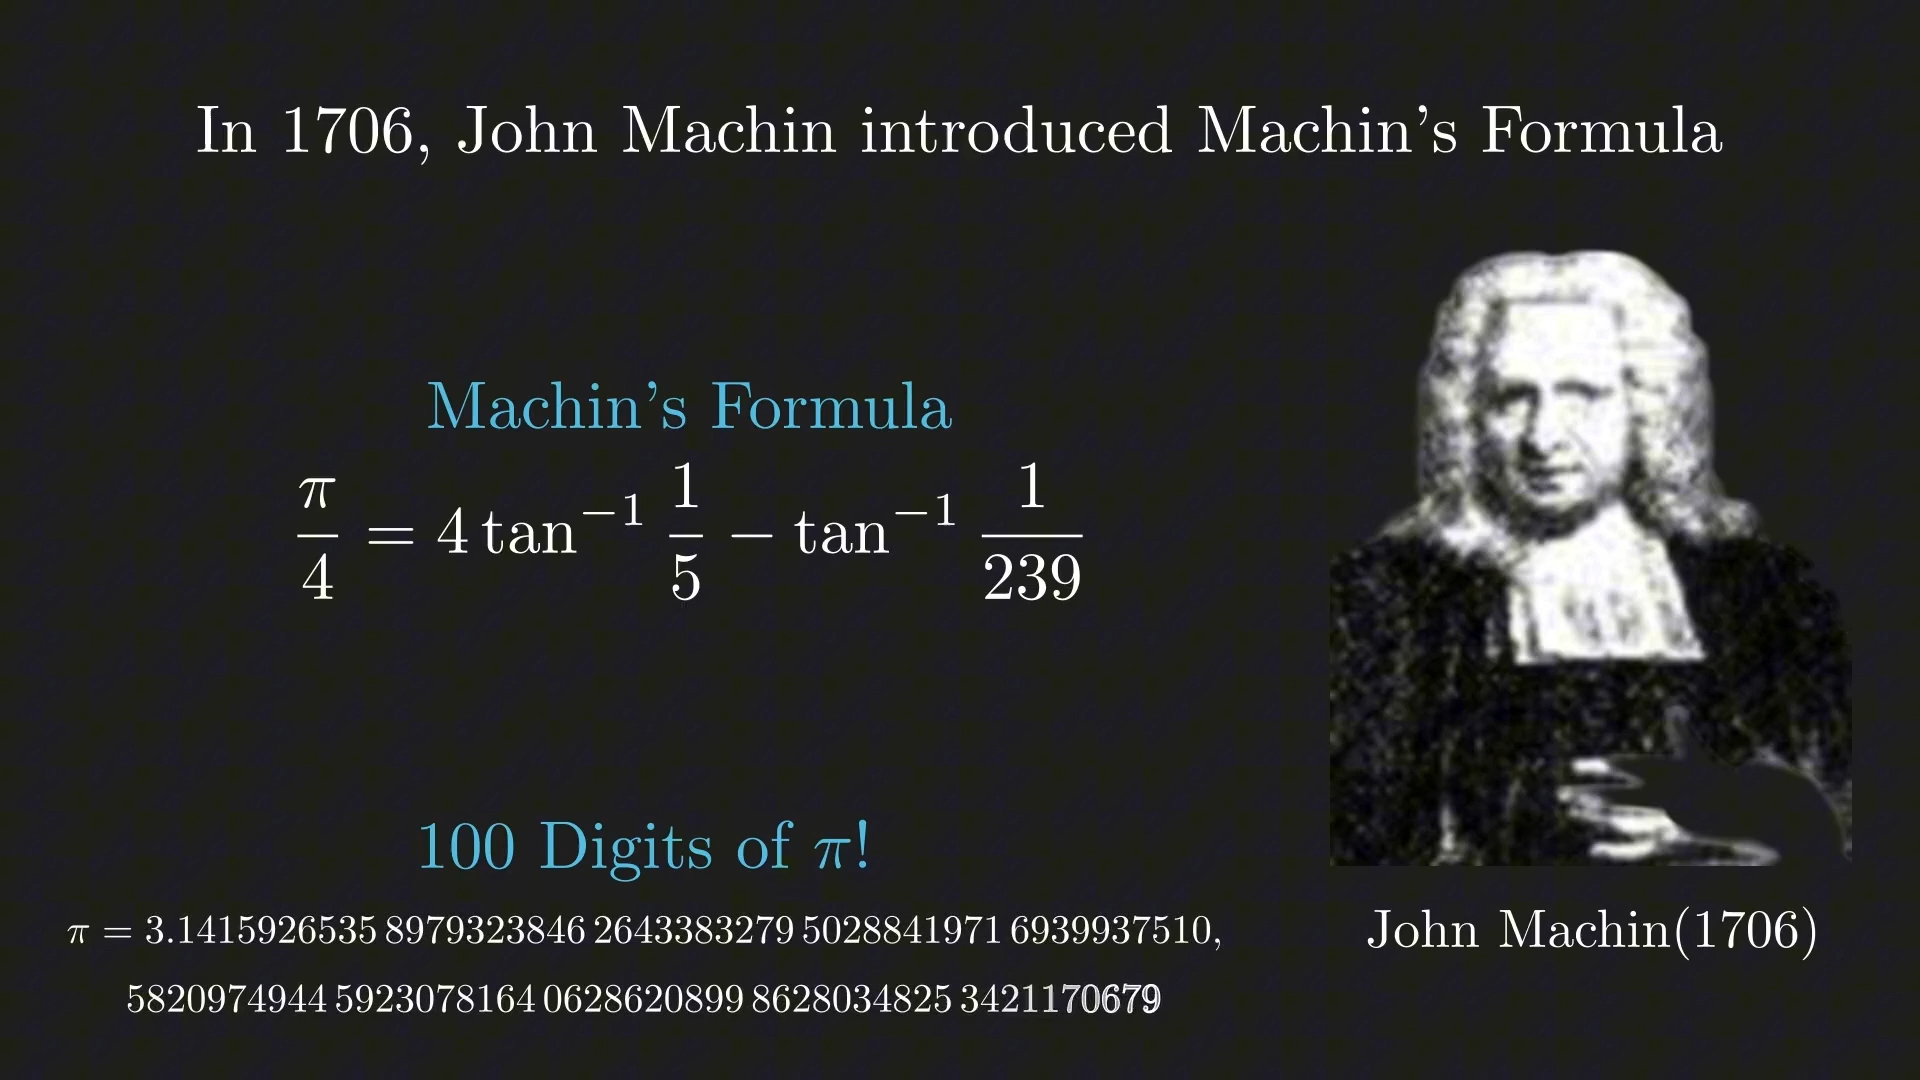 In 1706, John Machin introduced Machin's Formula
Machin's Formula
π/4 = 4 tan⁻¹ 1/5 − tan⁻¹ 1/239
100 Digits of π!
π = 3.1415926535 8979323846 2643383279 5028841971 6939937510,
5820974944 5923078164 0628620899 8628034825 3421170679
John Machin(1706)